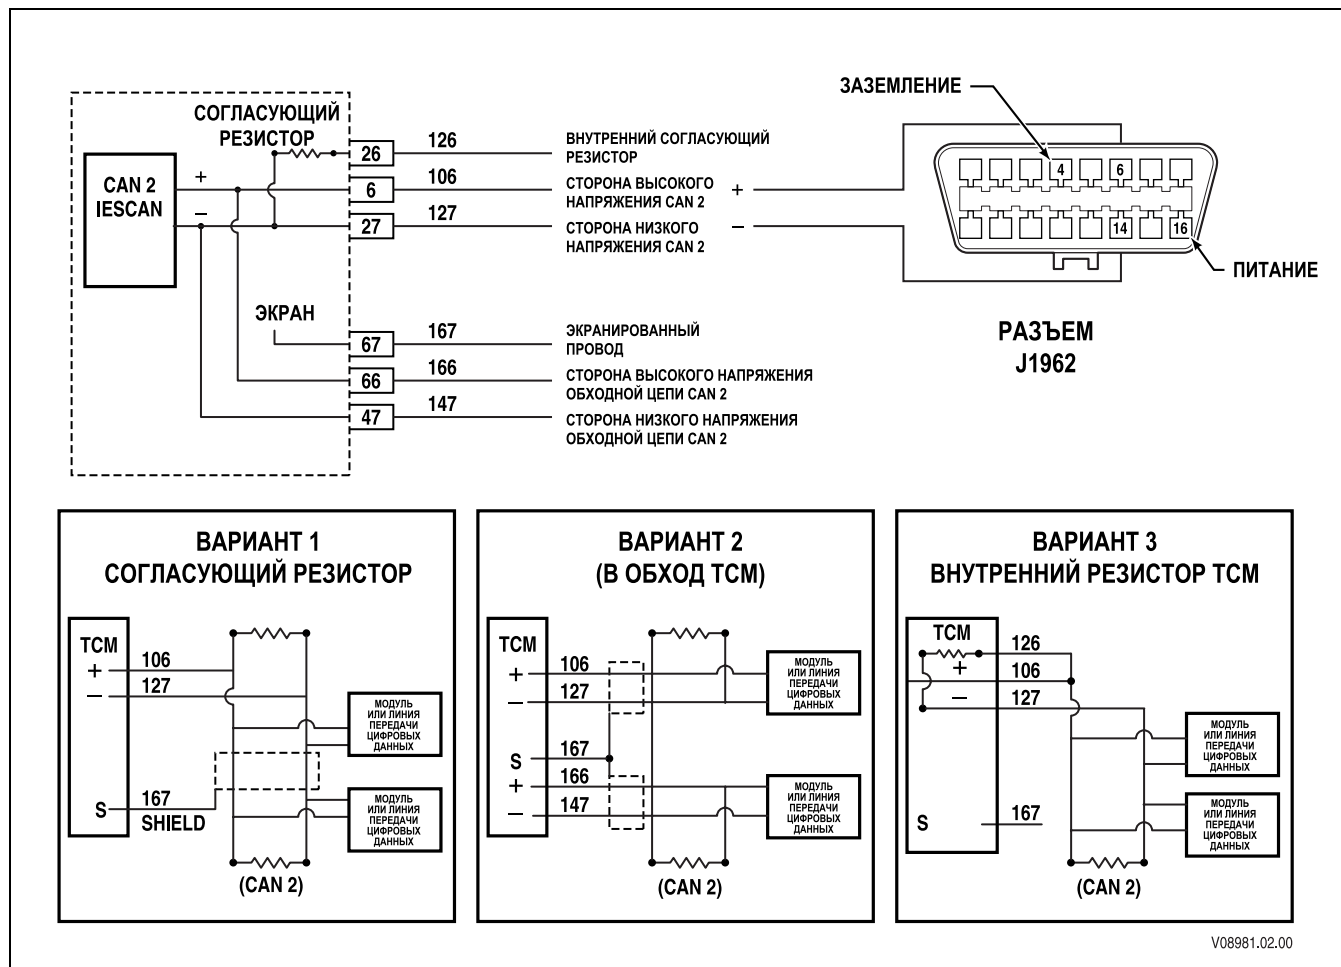 ЗАЗЕМЛЕНИЕ
СОГЛАСУЮЩИЙ
РЕЗИСТОР
CAN 2
IESCAN
+
−
26
126
ВНУТРЕННИЙ СОГЛАСУЮЩИЙ
РЕЗИСТОР
6
106
СТОРОНА ВЫСОКОГО
НАПРЯЖЕНИЯ CAN 2
+
27
127
СТОРОНА НИЗКОГО
НАПРЯЖЕНИЯ CAN 2
−
4
6
14
16
ПИТАНИЕ
РАЗЪЕМ
J1962
ЭКРАН
67
167
ЭКРАНИРОВАННЫЙ
ПРОВОД
66
166
СТОРОНА ВЫСОКОГО НАПРЯЖЕНИЯ
ОБХОДНОЙ ЦЕПИ CAN 2
47
147
СТОРОНА НИЗКОГО НАПРЯЖЕНИЯ
ОБХОДНОЙ ЦЕПИ CAN 2
ВАРИАНТ 1
СОГЛАСУЮЩИЙ РЕЗИСТОР
TCM
+
106
−
127
МОДУЛЬ
ИЛИ ЛИНИЯ
ПЕРЕДАЧИ
ЦИФРОВЫХ
ДАННЫХ
S
167
SHIELD
МОДУЛЬ
ИЛИ ЛИНИЯ
ПЕРЕДАЧИ
ЦИФРОВЫХ
ДАННЫХ
(CAN 2)
ВАРИАНТ 2
(В ОБХОД TCM)
TCM
+
106
−
127
МОДУЛЬ
ИЛИ ЛИНИЯ
ПЕРЕДАЧИ
ЦИФРОВЫХ
ДАННЫХ
S
167
+
166
−
147
МОДУЛЬ
ИЛИ ЛИНИЯ
ПЕРЕДАЧИ
ЦИФРОВЫХ
ДАННЫХ
(CAN 2)
ВАРИАНТ 3
ВНУТРЕННИЙ РЕЗИСТОР TCM
TCM
126
+
106
−
127
МОДУЛЬ
ИЛИ ЛИНИЯ
ПЕРЕДАЧИ
ЦИФРОВЫХ
ДАННЫХ
S
167
МОДУЛЬ
ИЛИ ЛИНИЯ
ПЕРЕДАЧИ
ЦИФРОВЫХ
ДАННЫХ
(CAN 2)
V08981.02.00